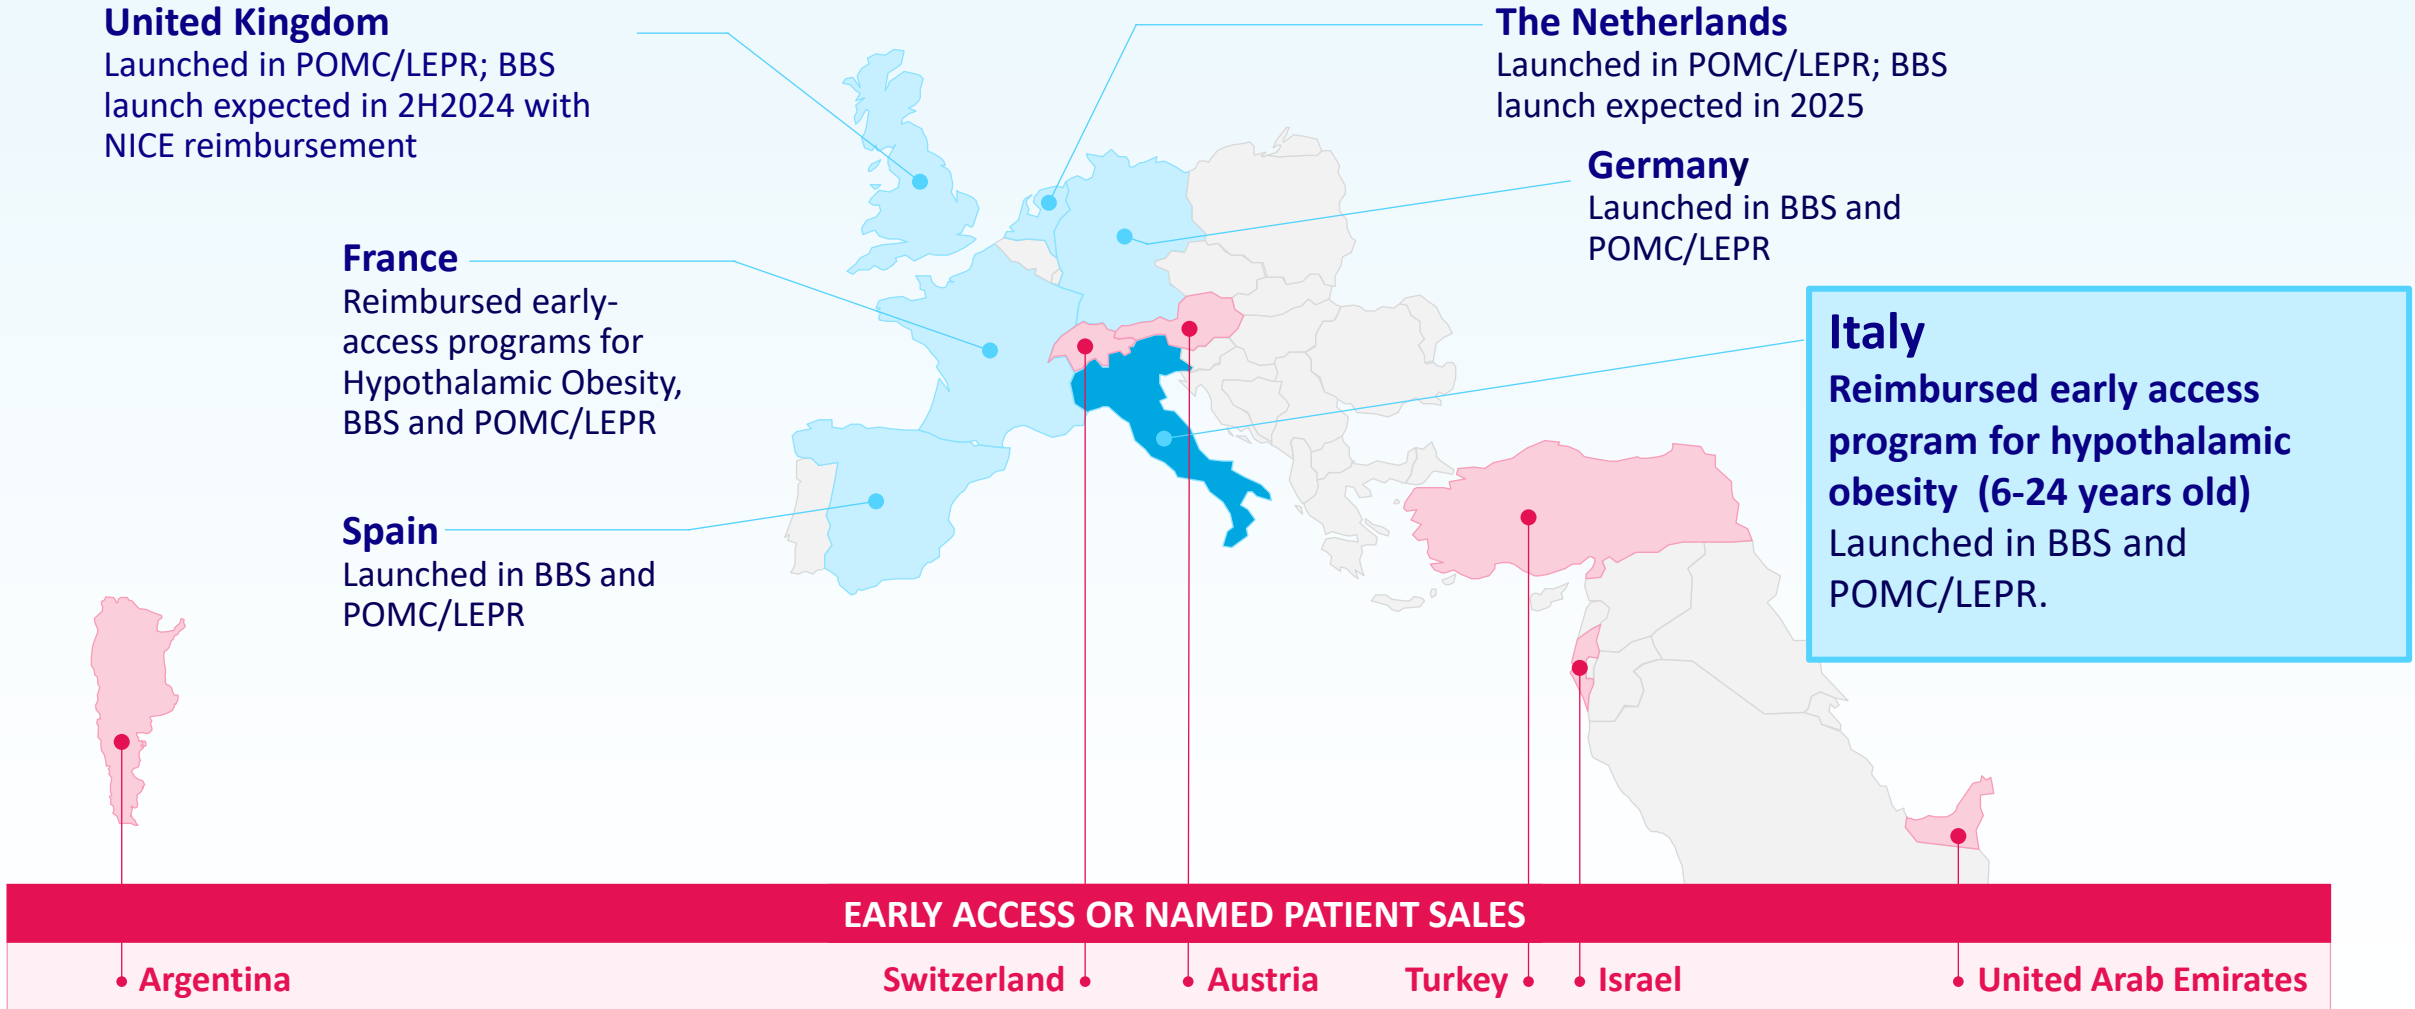 United Kingdom
Launched in POMC/LEPR; BBS
launch expected in 2H2024 with
NICE reimbursement
The Netherlands
Launched in POMC/LEPR; BBS
launch expected in 2025
Germany
Launched in BBS and
POMC/LEPR
France
Reimbursed early-
access programs for
Hypothalamic Obesity,
BBS and POMC/LEPR
Italy
Reimbursed early access
program for hypothalamic
obesity  (6-24 years old)
Launched in BBS and
POMC/LEPR.
Spain
Launched in BBS and
POMC/LEPR
EARLY ACCESS OR NAMED PATIENT SALES
Argentina
Switzerland
Austria
Turkey
Israel
United Arab Emirates